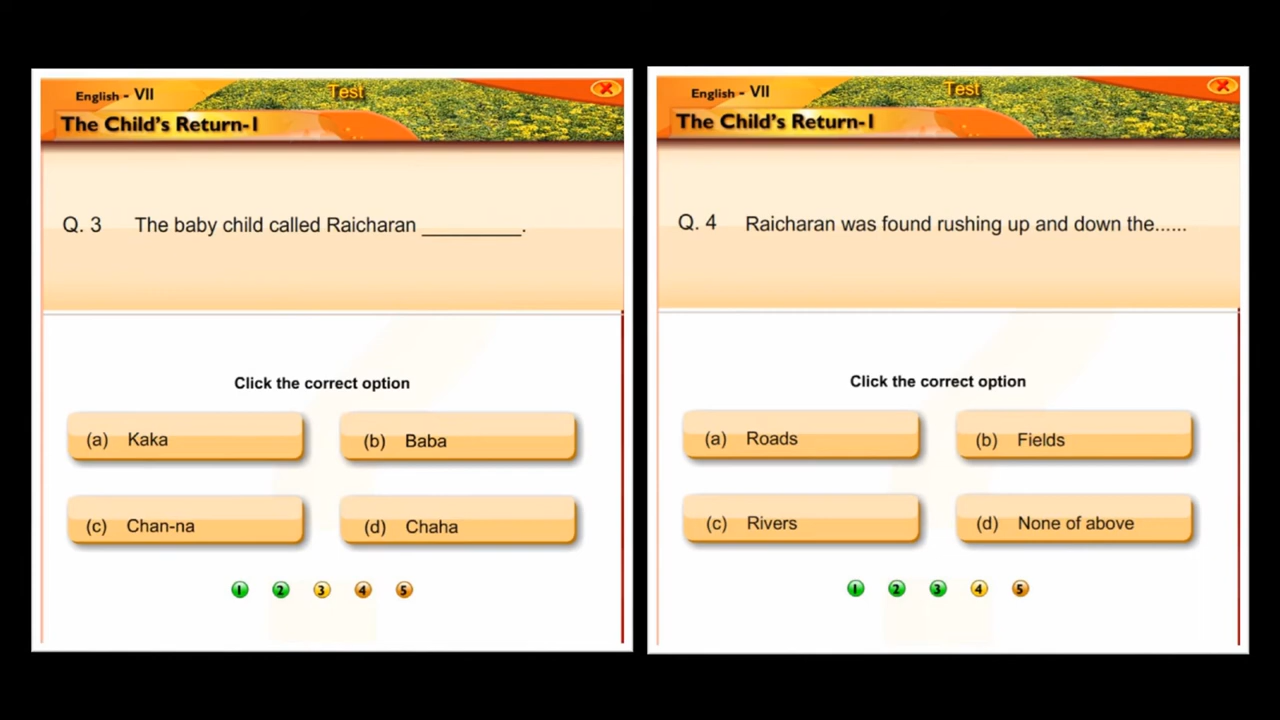 English - VII
Test
The Child's Return-1
Q. 3 The baby child called Raicharan _________.
Click the correct option
(a) Kaka
(b) Baba
(c) Chan-na
(d) Chaha
1 2 3 4 5
English - VII
Test
The Child's Return-1
Q. 4 Raicharan was found rushing up and down the......
Click the correct option
(a) Roads
(b) Fields
(c) Rivers
(d) None of above
1 2 3 4 5